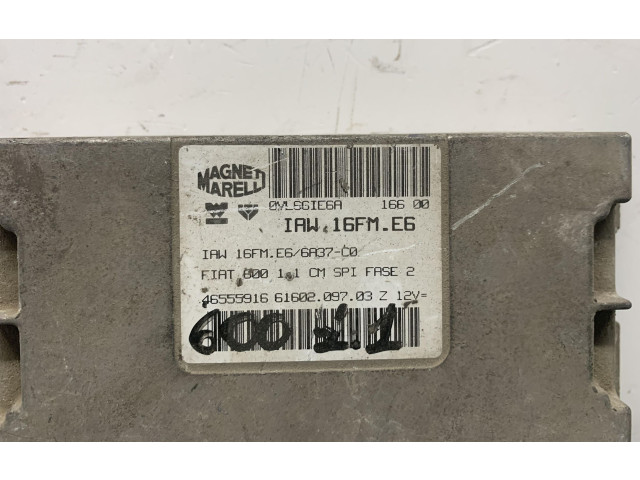 MAGNETI
MARELLI
QVLSGIE6A 166 00
IAW 16FM.E6
IAW 16FM.E6/6A37-C0
FIAT 600 1.1 CM SPI FASE 2
46555916 61602.097.03 Z 12V=
600 1.1